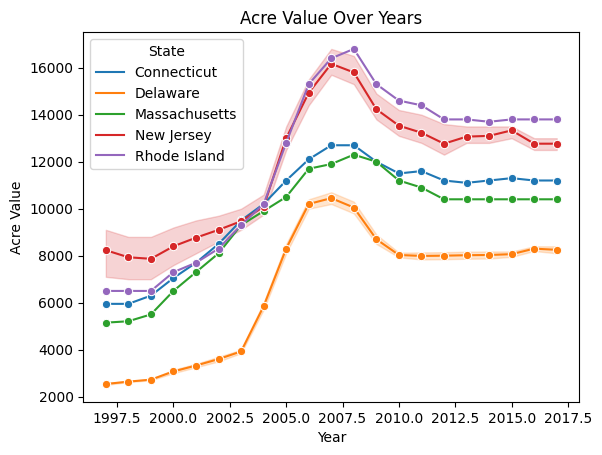 Acre Value Over Years
State
Connecticut
Delaware
Massachusetts
New Jersey
Rhode Island
Acre Value
16000
14000
12000
10000
8000
6000
4000
2000
1997.5 2000.0 2002.5 2005.0 2007.5 2010.0 2012.5 2015.0 2017.5
Year